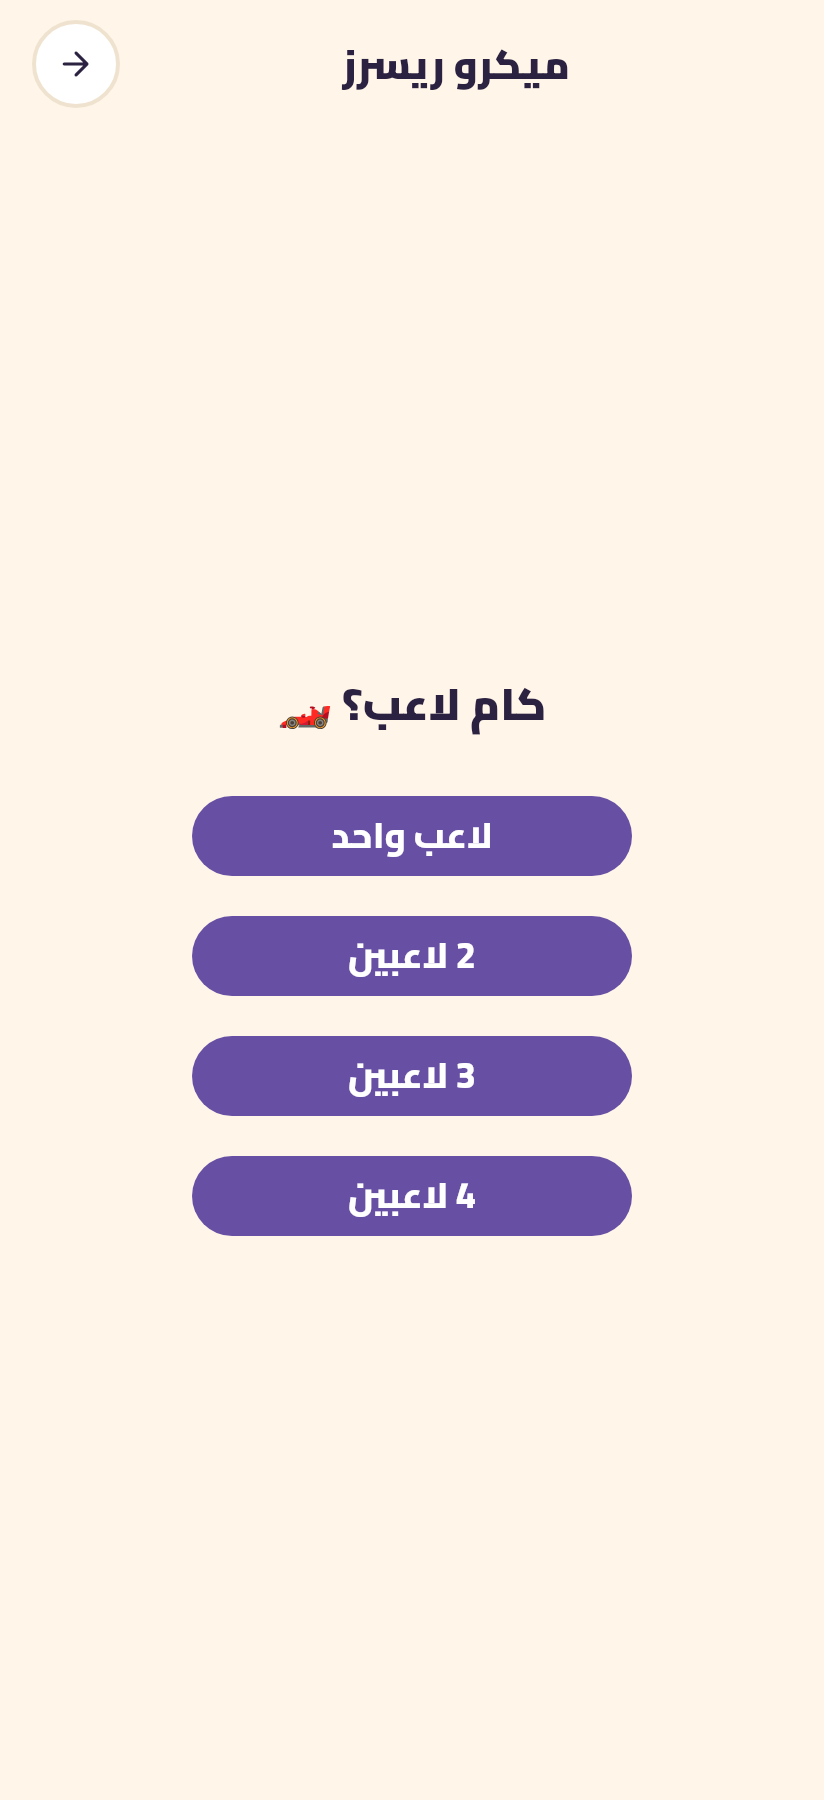 ميكرو ريسرز
كام لاعب؟ 🏎️
لاعب واحد
2 لاعبين
3 لاعبين
4 لاعبين